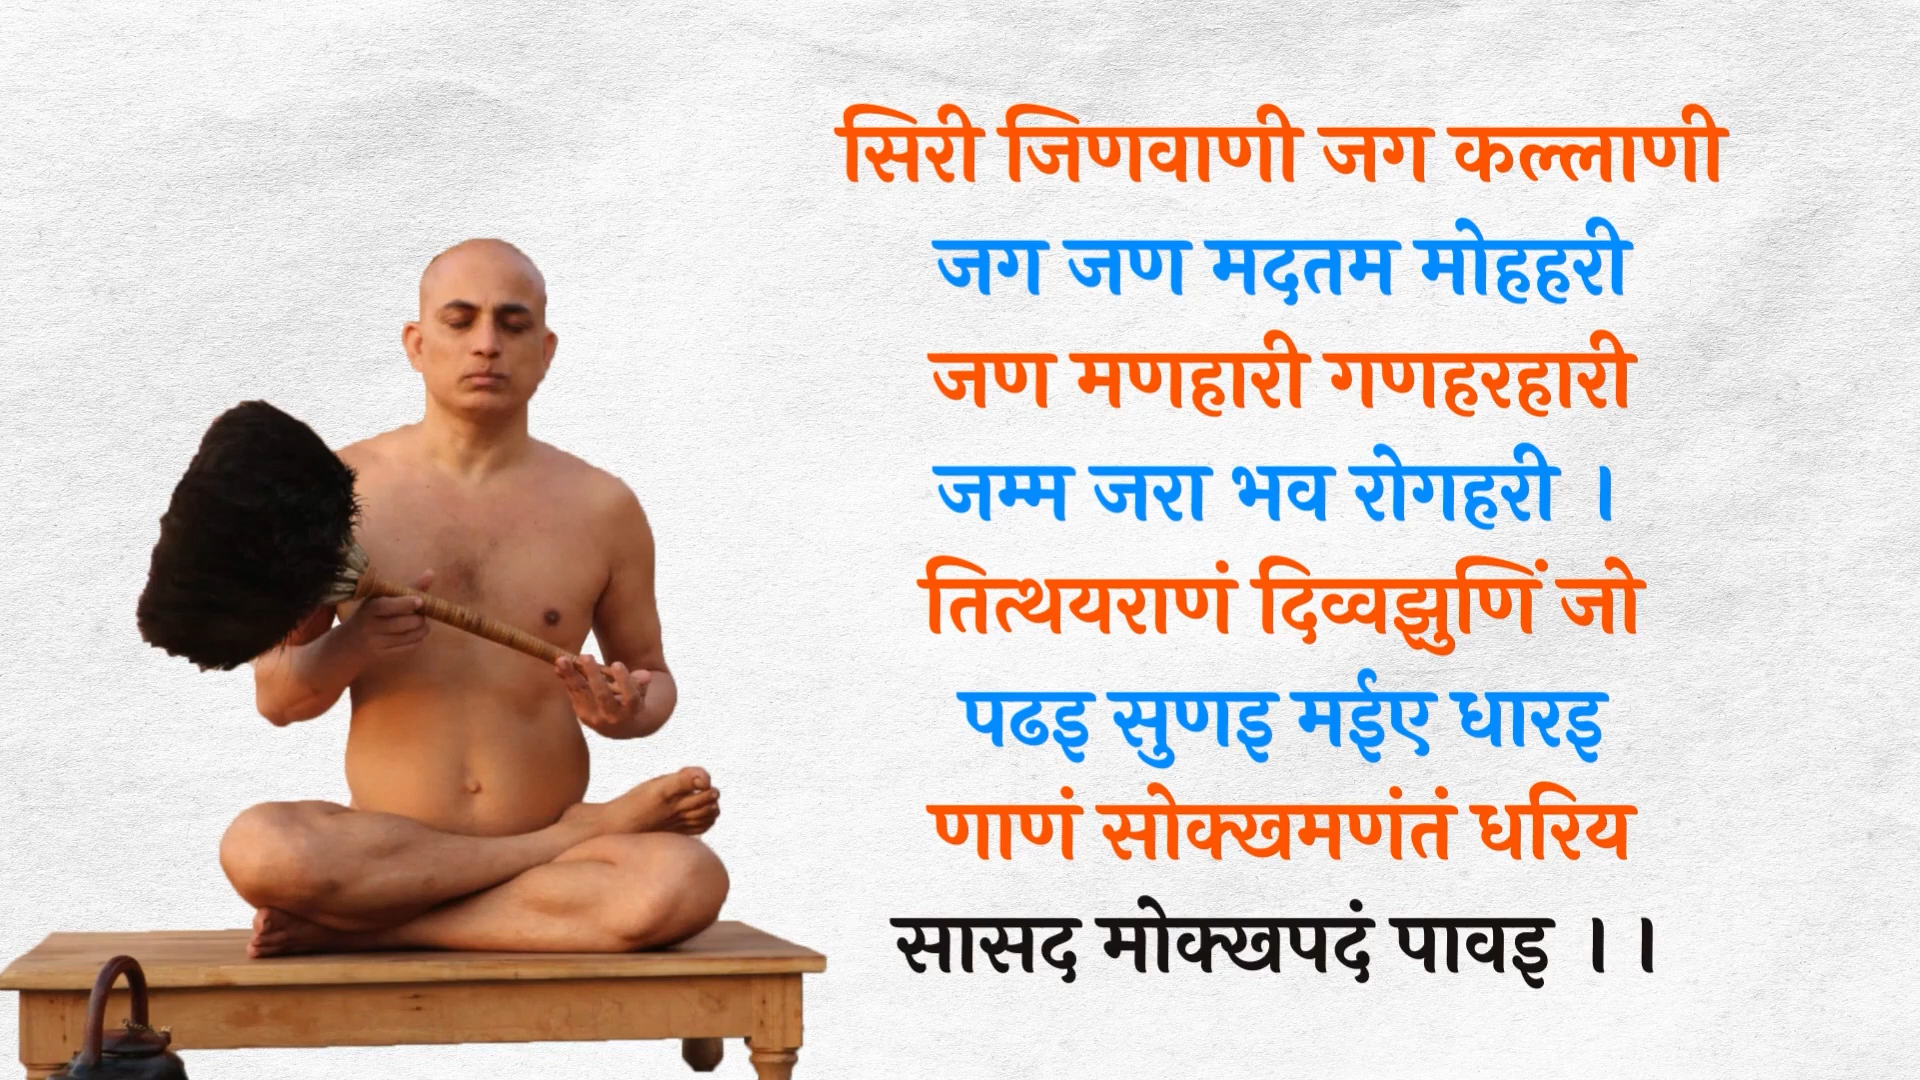 सिरी जिणवाणी जग कल्लाणी
जग जण मदतम मोहहरी
जण मणहारी गणहरहारी
जम्म जरा भव रोगहरी ।
तित्थयराणं दिव्वझुणिं जो
पढइ सुणइ मईए धारइ
णाणं सोक्खमणंतं धरिय
सासद मोक्खपदं पावइ ।।